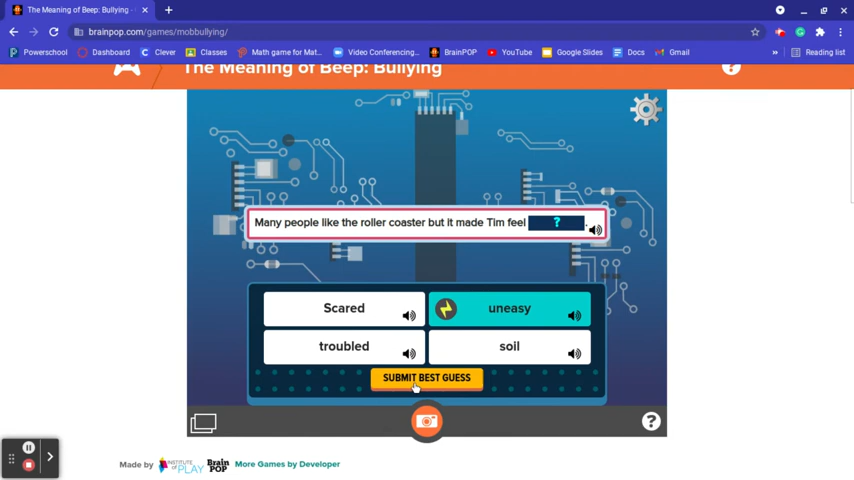 The Meaning of Beep: Bullying -
brainpop.com/games/mobbullying/
Powerschool
Dashboard
Clever
Classes
Math game for Mat...
Video Conferencing...
BrainPOP
YouTube
Google Slides
Docs
Gmail
»
Reading list
The Meaning of Beep: Bullying
?
Many people like the roller coaster but it made Tim feel ? .
Scared
uneasy
troubled
soil
SUBMIT BEST GUESS
?
Made by INSTITUTE of PLAY Brain POP More Games by Developer